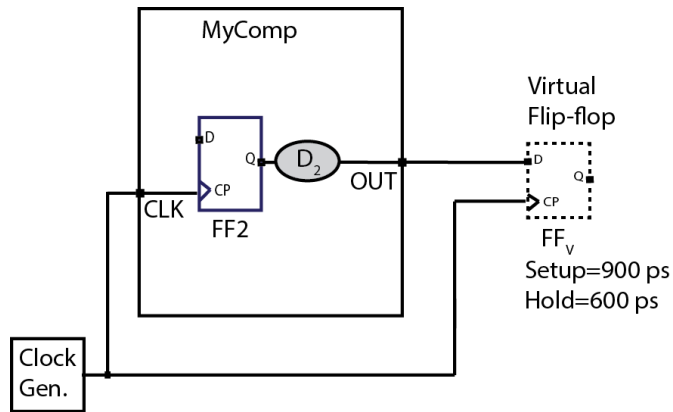 MyComp
Virtual
Flip-flop
D
Q
D₂
CP
CLK
OUT
FF2
D
Q
CP
FFᵥ
Setup=900 ps
Hold=600 ps
Clock
Gen.